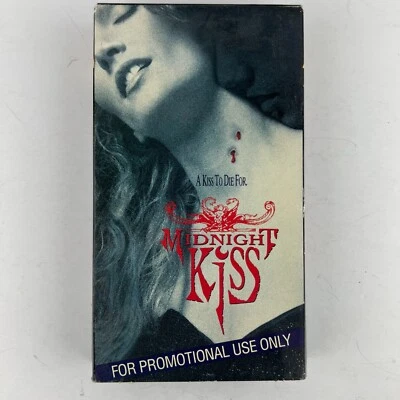 A KISS TO DIE FOR.
MIDNIGHT
KISS
FOR PROMOTIONAL USE ONLY